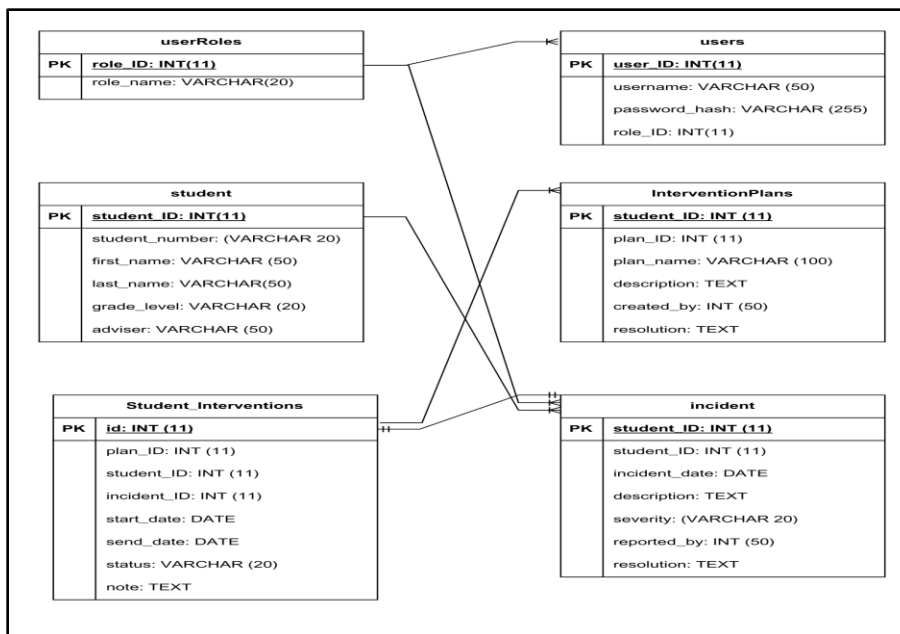 userRoles
PK role_ID: INT(11)
role_name: VARCHAR(20)
users
PK user_ID: INT(11)
username: VARCHAR (50)
password_hash: VARCHAR (255)
role_ID: INT(11)
student
PK student_ID: INT(11)
student_number: (VARCHAR 20)
first_name: VARCHAR (50)
last_name: VARCHAR(50)
grade_level: VARCHAR (20)
adviser: VARCHAR (50)
InterventionPlans
PK student_ID: INT (11)
plan_ID: INT (11)
plan_name: VARCHAR (100)
description: TEXT
created_by: INT (50)
resolution: TEXT
Student_Interventions
PK id: INT (11)
plan_ID: INT (11)
student_ID: INT (11)
incident_ID: INT (11)
start_date: DATE
send_date: DATE
status: VARCHAR (20)
note: TEXT
incident
PK student_ID: INT (11)
student_ID: INT (11)
incident_date: DATE
description: TEXT
severity: (VARCHAR 20)
reported_by: INT (50)
resolution: TEXT